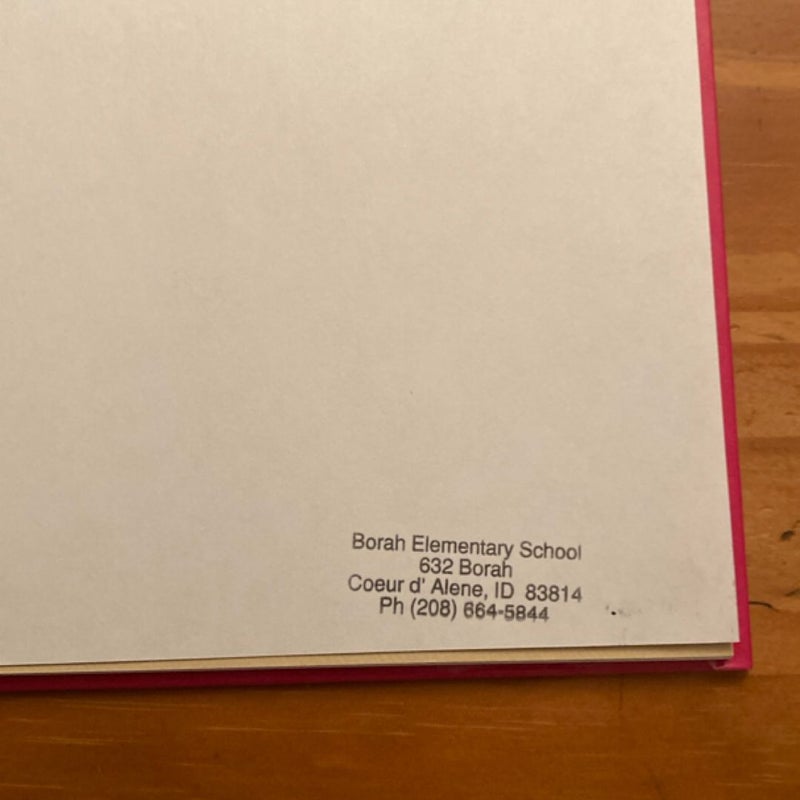 Borah Elementary School
632 Borah
Coeur d' Alene, ID 83814
Ph (208) 664-5844